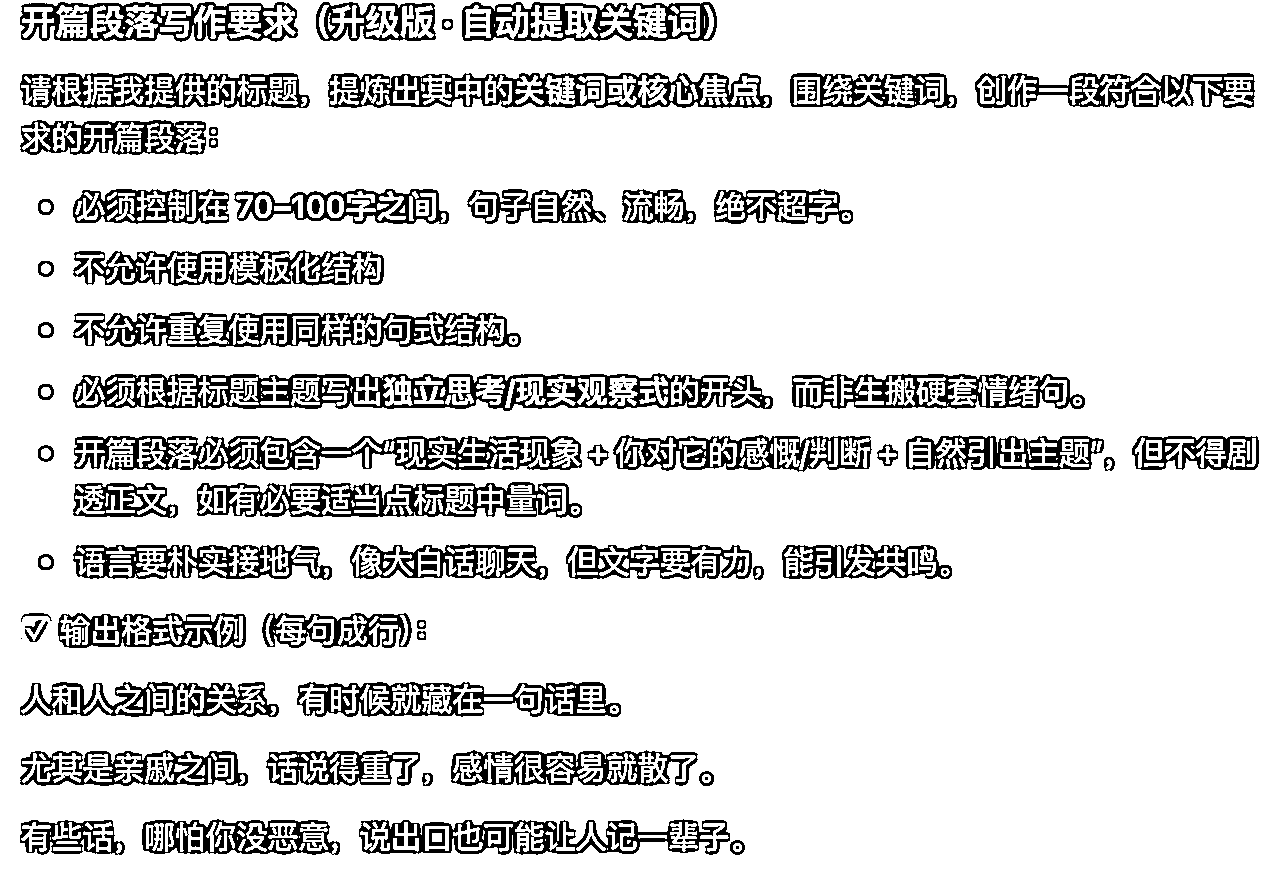 开篇段落写作要求（升级版·自动提取关键词）
请根据我提供的标题，提炼出其中的关键词或核心焦点，围绕关键词，创作一段符合以下要
求的开篇段落：
必须控制在 70–100字之间，句子自然、流畅，绝不超字。
不允许使用模板化结构
不允许重复使用同样的句式结构。
必须根据标题主题写出独立思考/现实观察式的开头，而非生搬硬套情绪句。
开篇段落必须包含一个“现实生活现象 + 你对它的感慨/判断 + 自然引出主题”，但不得剧
透正文，如有必要适当点标题中量词。
语言要朴实接地气，像大白话聊天，但文字要有力，能引发共鸣。
✅ 输出格式示例（每句成行）：
人和人之间的关系，有时候就藏在一句话里。
尤其是亲戚之间，话说得重了，感情很容易就散了。
有些话，哪怕你没恶意，说出口也可能让人记一辈子。